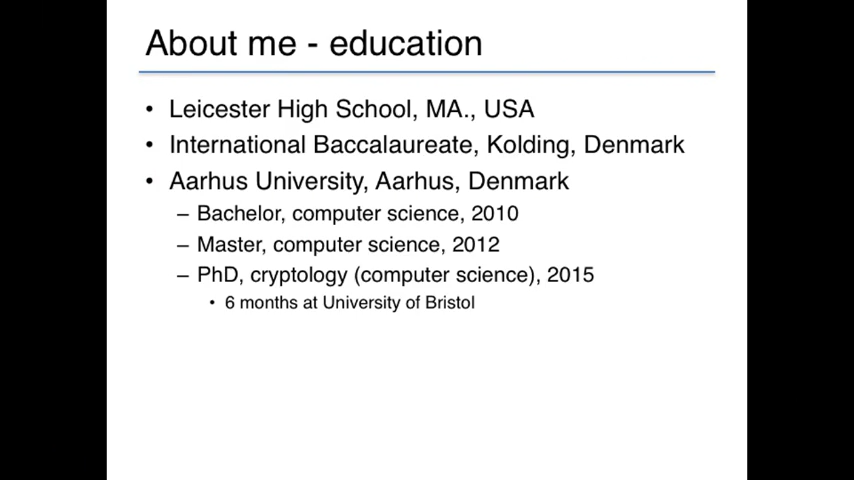 About me - education
• Leicester High School, MA., USA
• International Baccalaureate, Kolding, Denmark
• Aarhus University, Aarhus, Denmark
– Bachelor, computer science, 2010
– Master, computer science, 2012
– PhD, cryptology (computer science), 2015
• 6 months at University of Bristol